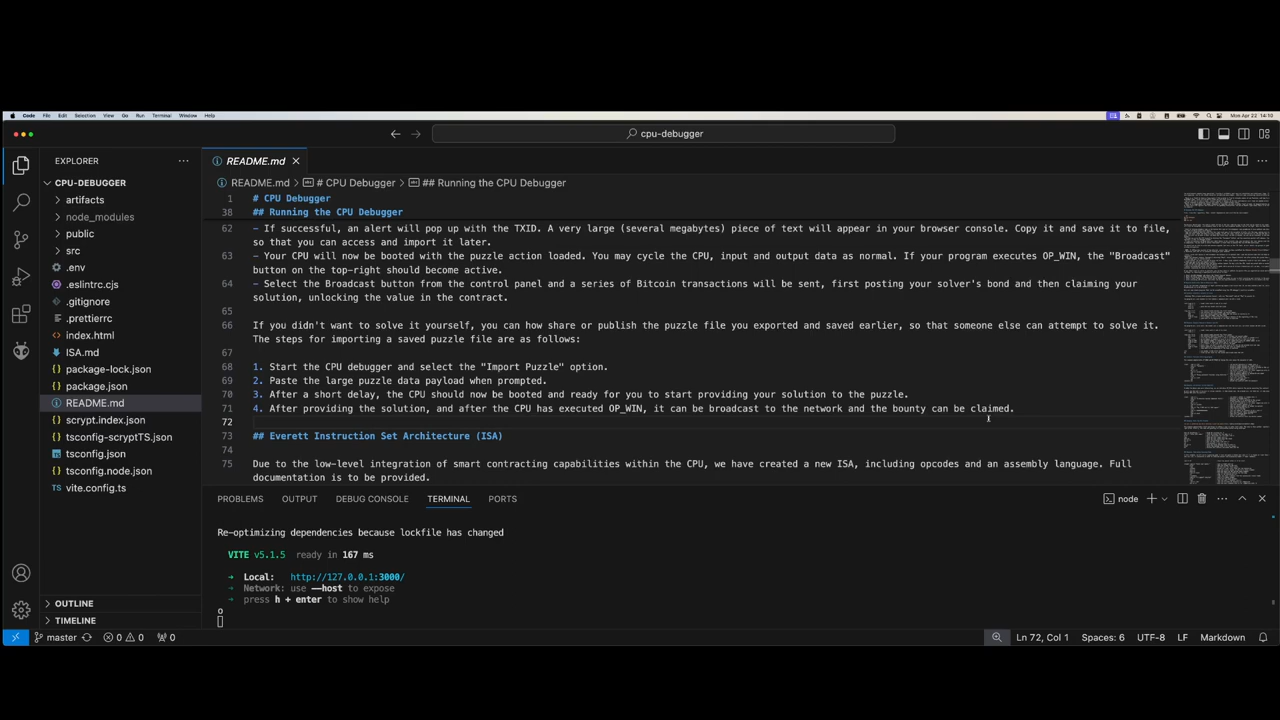 Code File Edit Selection View Go Run Terminal Window Help
Mon Apr 22 14:10
cpu-debugger
EXPLORER
README.md
CPU-DEBUGGER
README.md > # CPU Debugger > ## Running the CPU Debugger
artifacts
node_modules
public
src
.env
.eslintrc.cjs
.gitignore
.prettierrc
index.html
ISA.md
package-lock.json
package.json
README.md
scrypt.index.json
tsconfig-scryptTS.json
tsconfig.json
tsconfig.node.json
vite.config.ts
OUTLINE
TIMELINE
1 # CPU Debugger
38 ## Running the CPU Debugger
62 - If successful, an alert will pop up with the TXID. A very large (several megabytes) piece of text will appear in your browser console. Copy it and save it to file,
so that you can access and import it later.
63 - Your CPU will now be booted with the puzzle action loaded. You may cycle the CPU, input and output data as normal. If your program executes OP_WIN, the "Broadcast"
button on the top-right should become active.
64 - Select the Broadcast button from the control panel and a series of Bitcoin transactions will be sent, first posting your solver's bond and then claiming your
solution, unlocking the value in the contract.
65
66 If you didn't want to solve it yourself, you can how share or publish the puzzle file you exported and saved earlier, so that someone else can attempt to solve it.
The steps for importing a saved puzzle file are as follows:
67
68 1. Start the CPU debugger and select the "Import Puzzle" option.
69 2. Paste the large puzzle data payload when prompted.
70 3. After a short delay, the CPU should now be booted and ready for you to start providing your solution to the puzzle.
71 4. After providing the solution, and after the CPU has executed OP_WIN, it can be broadcast to the network and the bounty can be claimed.
72
73 ## Everett Instruction Set Architecture (ISA)
74
75 Due to the low-level integration of smart contracting capabilities within the CPU, we have created a new ISA, including opcodes and an assembly language. Full
documentation is to be provided.
PROBLEMS OUTPUT DEBUG CONSOLE TERMINAL PORTS
node
Re-optimizing dependencies because lockfile has changed
VITE v5.1.5 ready in 167 ms
➜ Local: http://127.0.0.1:3000/
➜ Network: use --host to expose
➜ press h + enter to show help
o
master 0 0 0
Ln 72, Col 1 Spaces: 6 UTF-8 LF Markdown